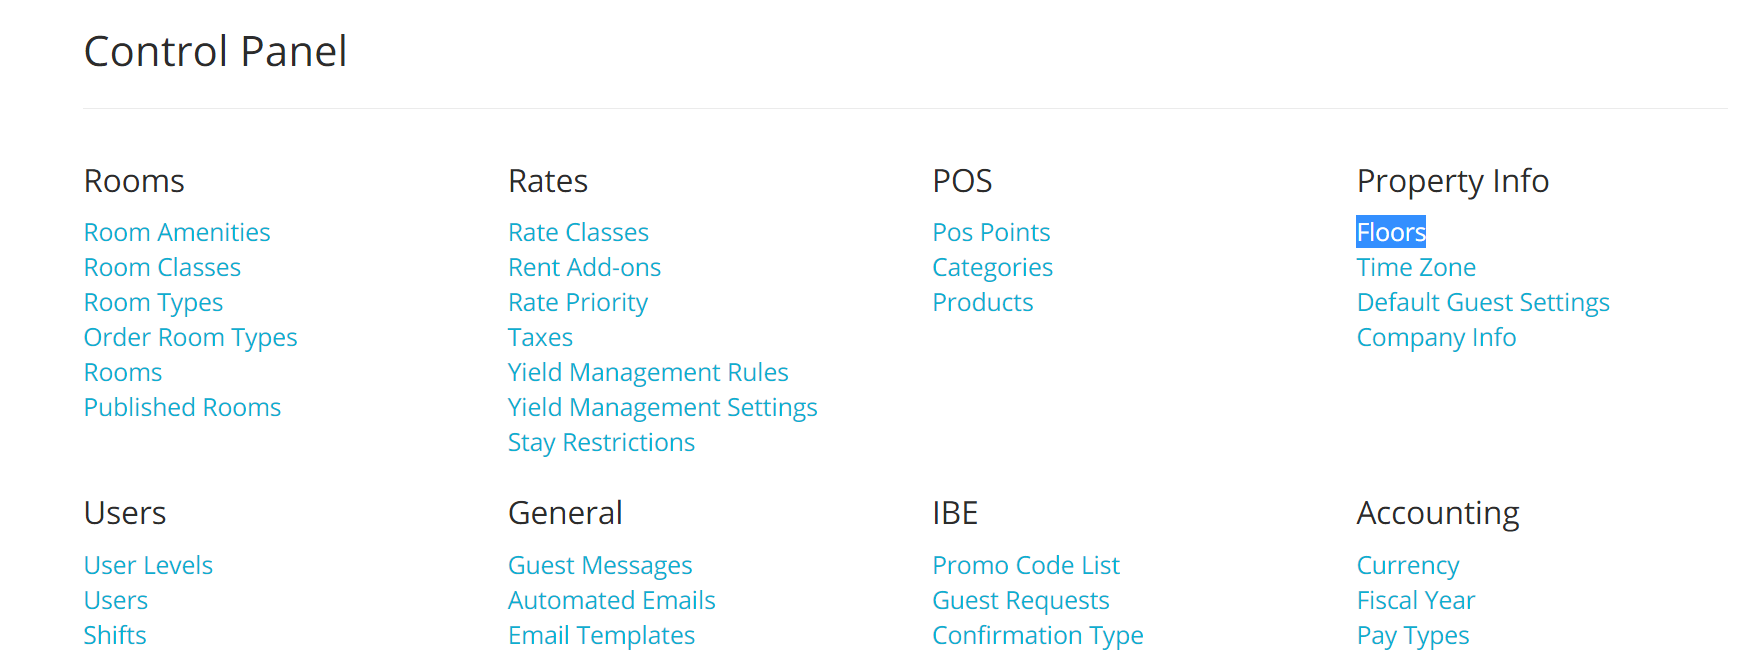 Control Panel
Rooms
Room Amenities
Room Classes
Room Types
Order Room Types
Rooms
Published Rooms
Rates
Rate Classes
Rent Add-ons
Rate Priority
Taxes
Yield Management Rules
Yield Management Settings
Stay Restrictions
POS
Pos Points
Categories
Products
Property Info
Floors
Time Zone
Default Guest Settings
Company Info
Users
User Levels
Users
Shifts
General
Guest Messages
Automated Emails
Email Templates
IBE
Promo Code List
Guest Requests
Confirmation Type
Accounting
Currency
Fiscal Year
Pay Types